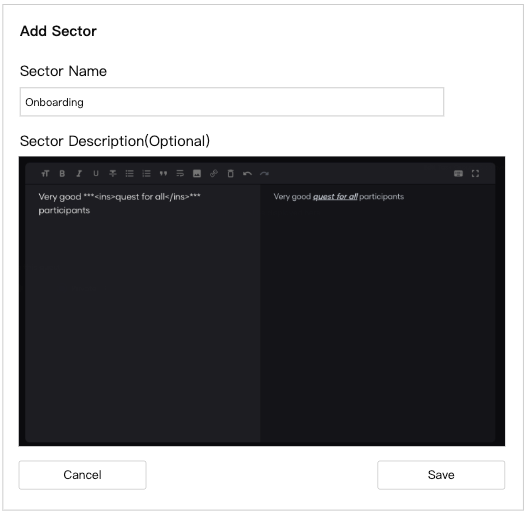 Add Sector
Sector Name
Onboarding
Sector Description(Optional)
Very good ***<ins>quest for all</ins>***
participants
Very good quest for all participants
Cancel
Save